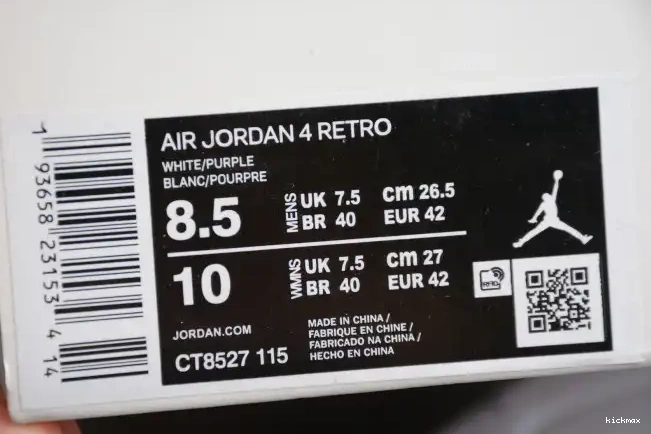 AIR JORDAN 4 RETRO
WHITE/PURPLE
BLANC/POURPRE
8.5 MENS UK 7.5 cm 26.5
BR 40 EUR 42
10 WMNS UK 7.5 cm 27
BR 40 EUR 42
JORDAN.COM
CT8527 115
MADE IN CHINA /
FABRIQUE EN CHINE /
FABRICADO NA CHINA /
HECHO EN CHINA
RFID
1 93658 23153 4 14
kickmax